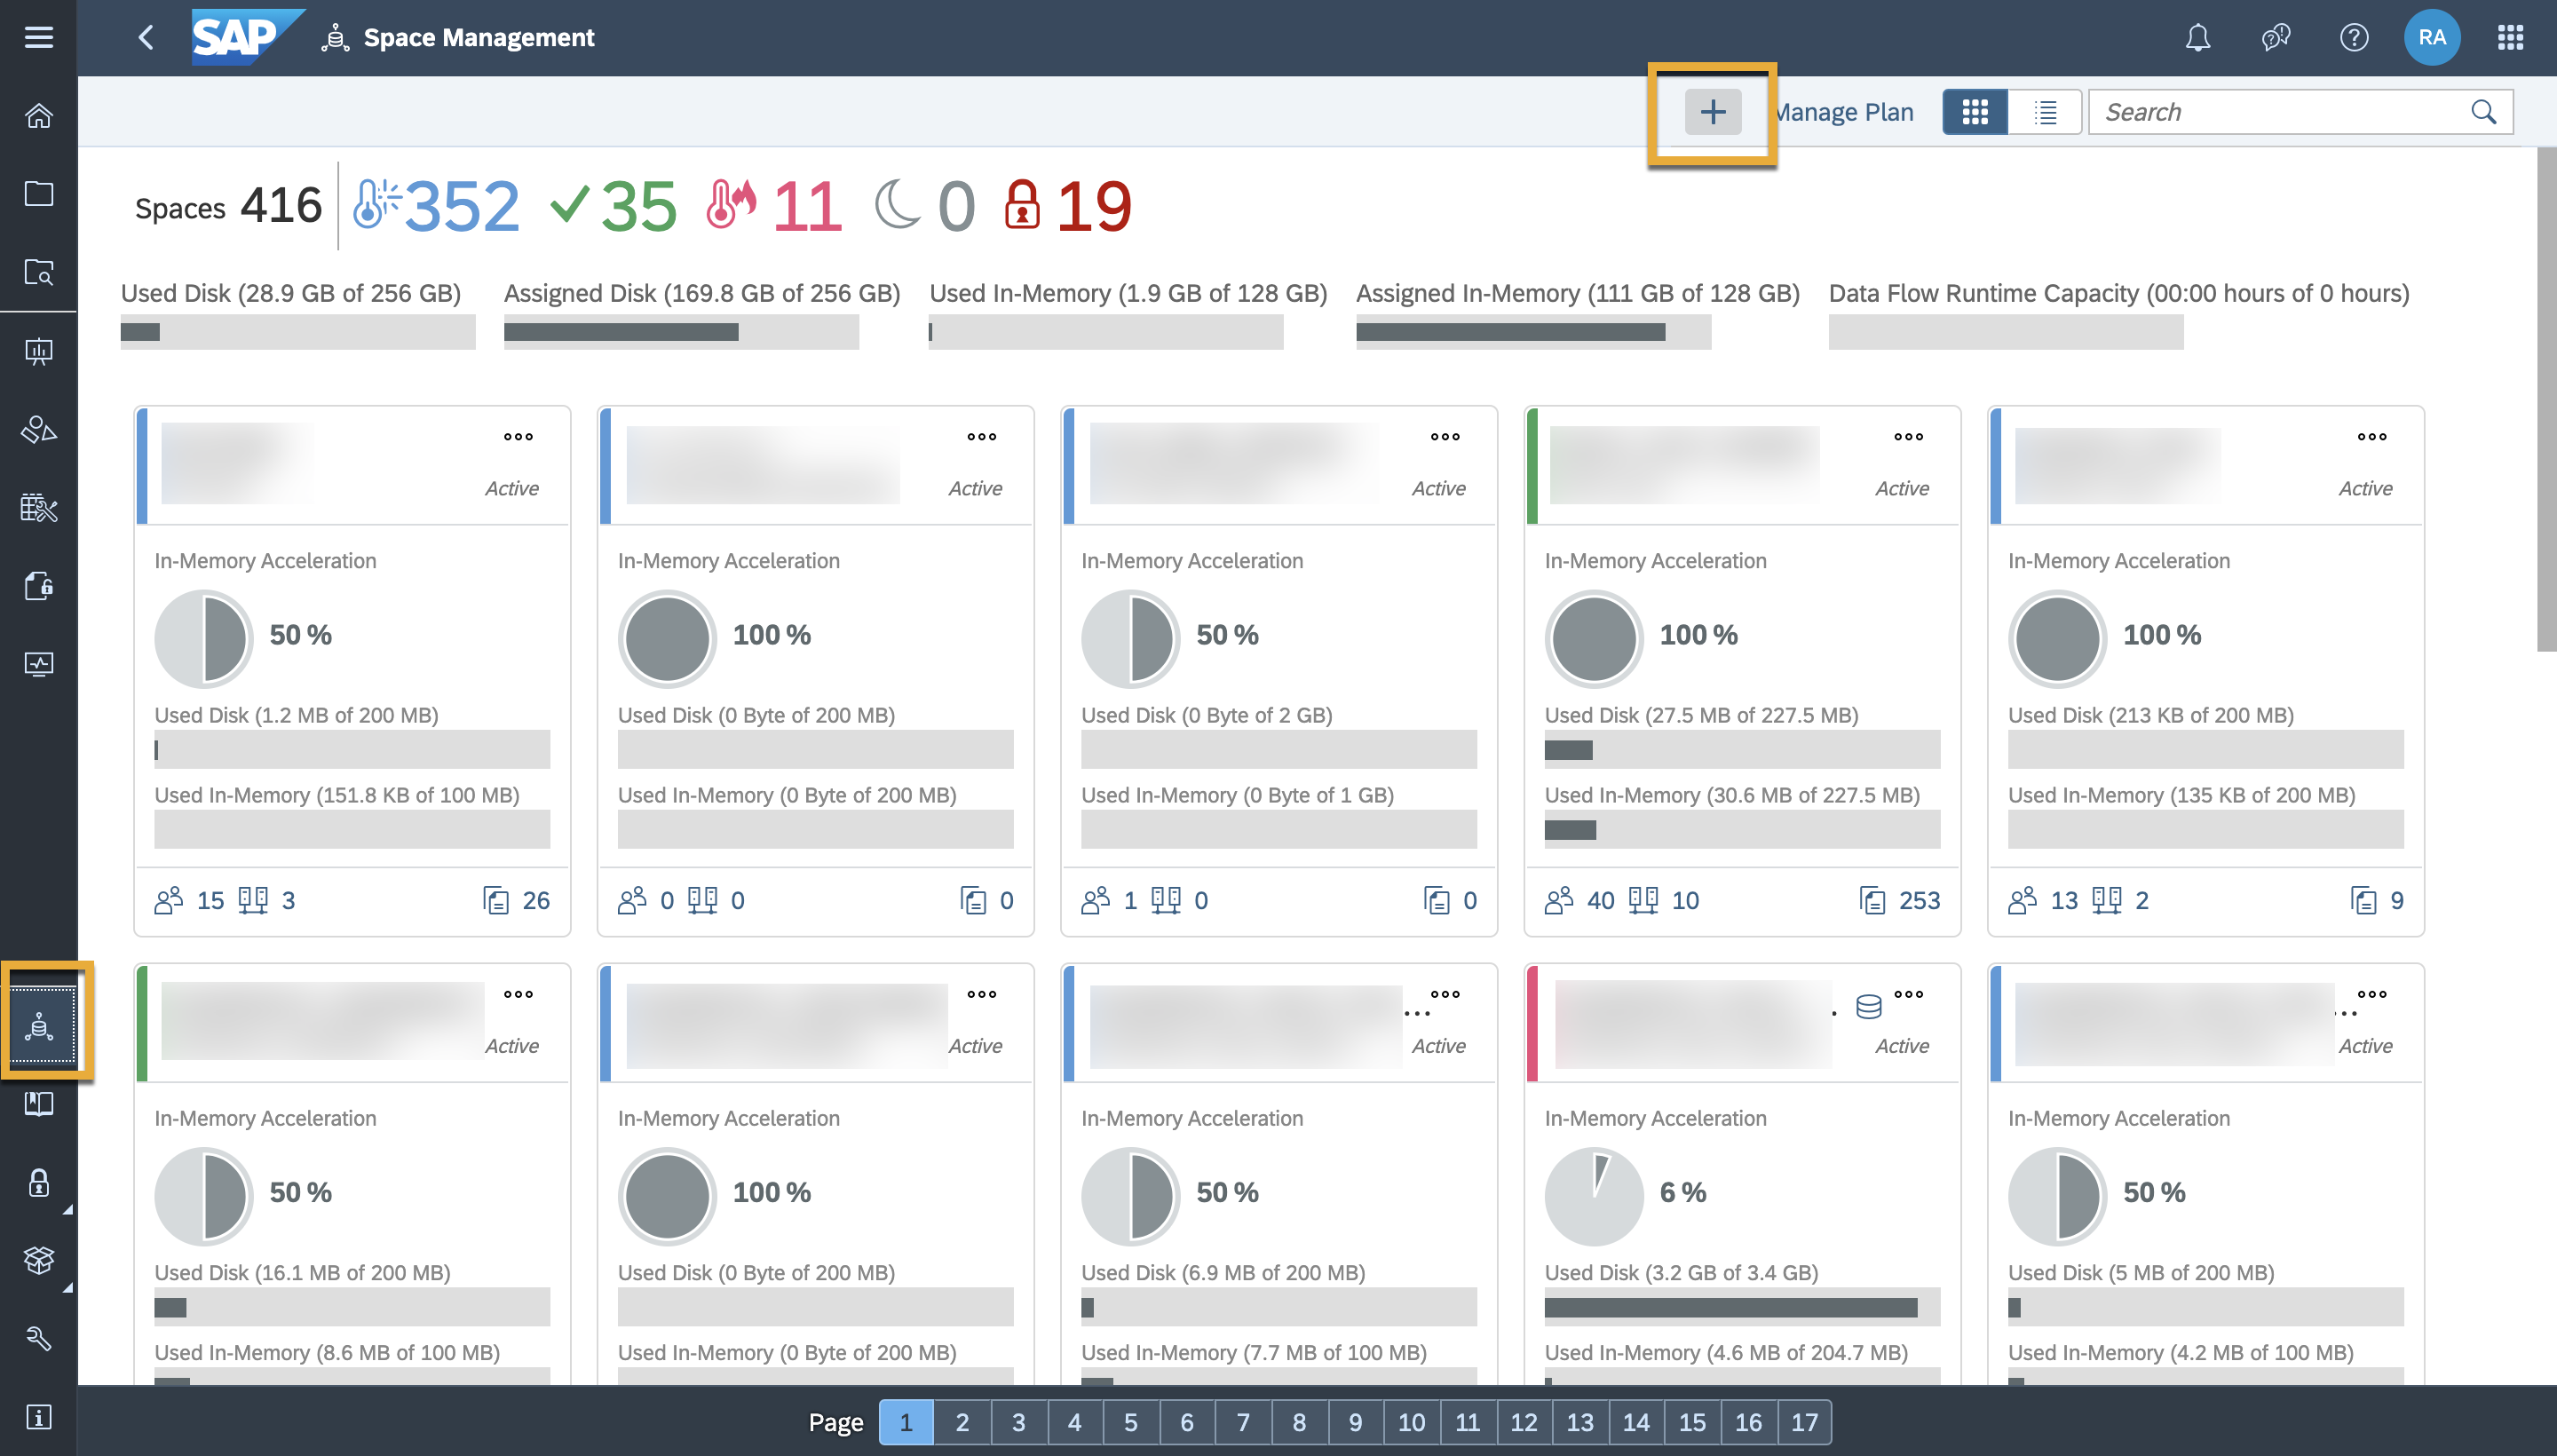 SAP Space Management RA
Manage Plan Search
Spaces 416 352 35 11 0 19
Used Disk (28.9 GB of 256 GB) Assigned Disk (169.8 GB of 256 GB) Used In-Memory (1.9 GB of 128 GB) Assigned In-Memory (111 GB of 128 GB) Data Flow Runtime Capacity (00:00 hours of 0 hours)
Active Active Active Active Active
In-Memory Acceleration In-Memory Acceleration In-Memory Acceleration In-Memory Acceleration In-Memory Acceleration
50 % 100 % 50 % 100 % 100 %
Used Disk (1.2 MB of 200 MB) Used Disk (0 Byte of 200 MB) Used Disk (0 Byte of 2 GB) Used Disk (27.5 MB of 227.5 MB) Used Disk (213 KB of 200 MB)
Used In-Memory (151.8 KB of 100 MB) Used In-Memory (0 Byte of 200 MB) Used In-Memory (0 Byte of 1 GB) Used In-Memory (30.6 MB of 227.5 MB) Used In-Memory (135 KB of 200 MB)
15 3 26 0 0 0 1 0 0 40 10 253 13 2 9
... . ...
Active Active Active Active Active
In-Memory Acceleration In-Memory Acceleration In-Memory Acceleration In-Memory Acceleration In-Memory Acceleration
50 % 100 % 50 % 6 % 50 %
Used Disk (16.1 MB of 200 MB) Used Disk (0 Byte of 200 MB) Used Disk (6.9 MB of 200 MB) Used Disk (3.2 GB of 3.4 GB) Used Disk (5 MB of 200 MB)
Used In-Memory (8.6 MB of 100 MB) Used In-Memory (0 Byte of 200 MB) Used In-Memory (7.7 MB of 100 MB) Used In-Memory (4.6 MB of 204.7 MB) Used In-Memory (4.2 MB of 100 MB)
Page 1 2 3 4 5 6 7 8 9 10 11 12 13 14 15 16 17